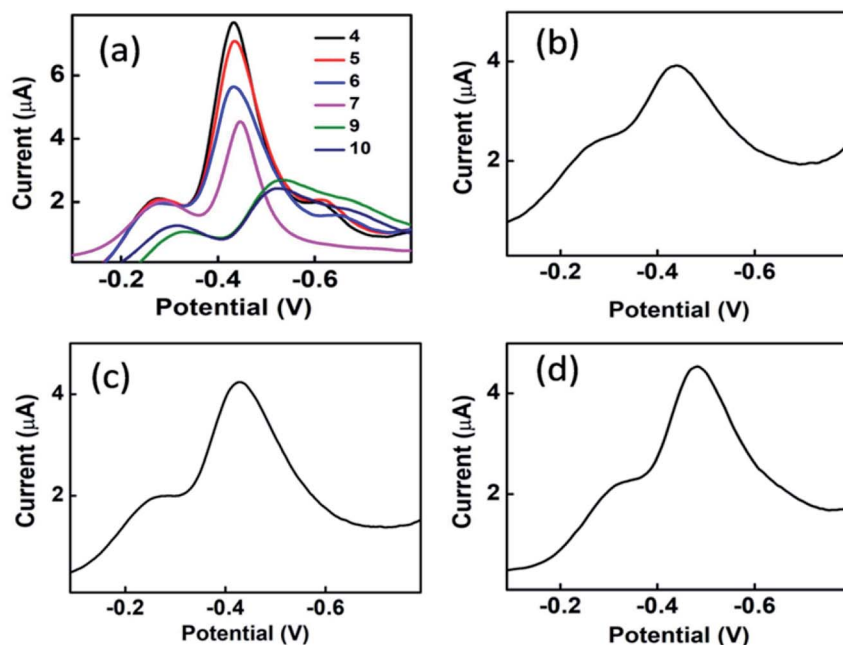 (a)
4
5
6
7
9
10
6
4
2
Current (μA)
-0.2
-0.4
-0.6
Potential (V)
(b)
4
2
Current (μA)
-0.2
-0.4
-0.6
Potential (V)
(c)
4
2
Current (μA)
-0.2
-0.4
-0.6
Potential (V)
(d)
4
2
Current (μA)
-0.2
-0.4
-0.6
Potential (V)